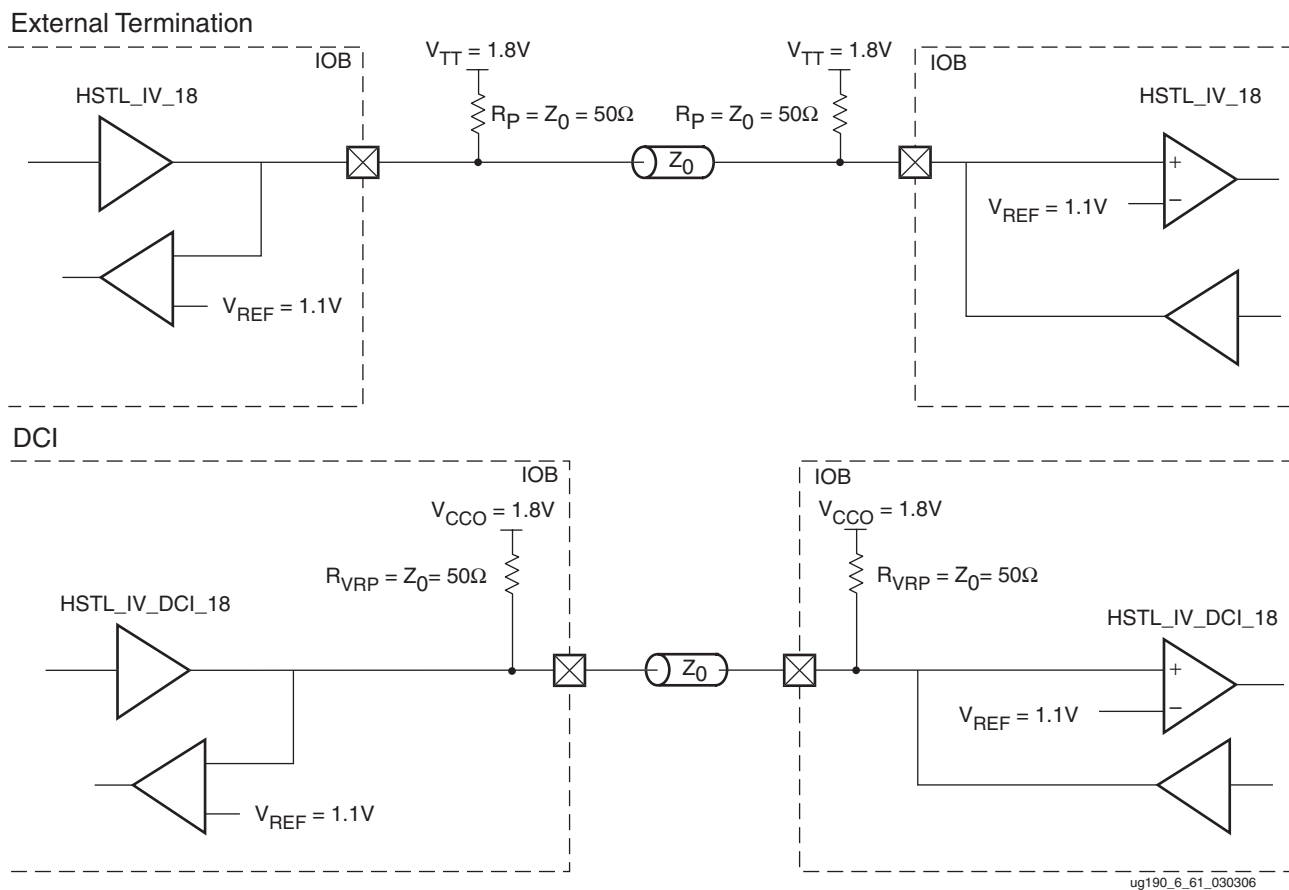 External Termination
IOB
HSTL_IV_18
V_TT = 1.8V
R_P = Z_0 = 50Ω
V_TT = 1.8V
R_P = Z_0 = 50Ω
Z_0
IOB
HSTL_IV_18
+
−
V_REF = 1.1V
V_REF = 1.1V
DCI
IOB
V_CCO = 1.8V
R_VRP = Z_0= 50Ω
HSTL_IV_DCI_18
V_REF = 1.1V
Z_0
IOB
V_CCO = 1.8V
R_VRP = Z_0= 50Ω
HSTL_IV_DCI_18
+
−
V_REF = 1.1V
ug190_6_61_030306